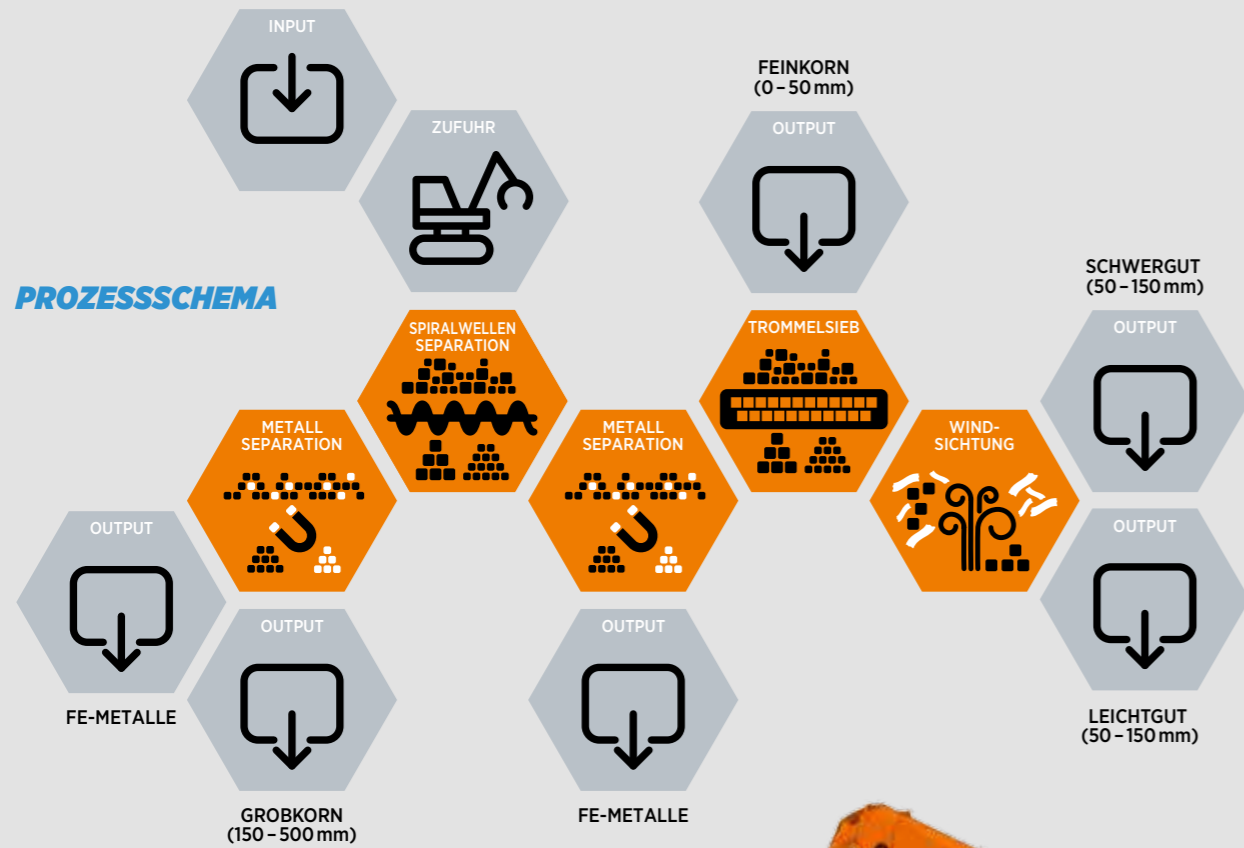 INPUT
ZUFUHR
FEINKORN
(0 – 50 mm)
OUTPUT
PROZESSSCHEMA
SPIRALWELLEN
SEPARATION
TROMMELSIEB
SCHWERGUT
(50 – 150 mm)
OUTPUT
METALL
SEPARATION
METALL
SEPARATION
WIND-
SICHTUNG
OUTPUT
FE-METALLE
OUTPUT
GROBKORN
(150 – 500 mm)
OUTPUT
FE-METALLE
OUTPUT
LEICHTGUT
(50 – 150 mm)